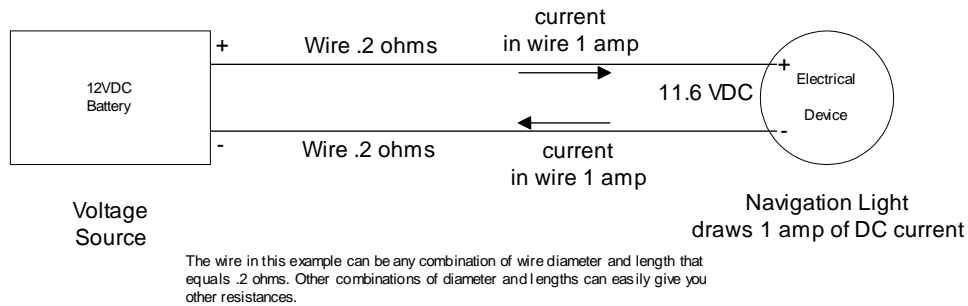 current
in wire 1 amp
+
Wire .2 ohms
+
12VDC
Battery
11.6 VDC
Electrical
Device
-
Wire .2 ohms
-
current
in wire 1 amp
Voltage
Source
Navigation Light
draws 1 amp of DC current
The wire in this example can be any combination of wire diameter and length that
equals .2 ohms. Other combinations of diameter and lengths can easily give you
other resistances.